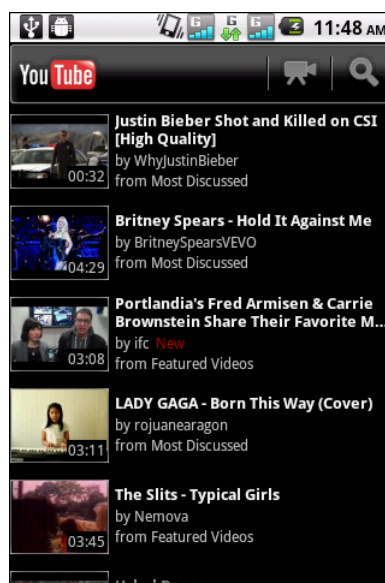 11:48 AM
You Tube
Justin Bieber Shot and Killed on CSI
[High Quality]
by WhyJustinBieber
00:32
from Most Discussed
Britney Spears - Hold It Against Me
by BritneySpearsVEVO
04:29
from Most Discussed
Portlandia's Fred Armisen & Carrie
Brownstein Share Their Favorite M...
by ifc New
03:08
from Featured Videos
LADY GAGA - Born This Way (Cover)
by rojuanearagon
03:11
from Most Discussed
The Slits - Typical Girls
by Nemova
03:45
from Featured Videos